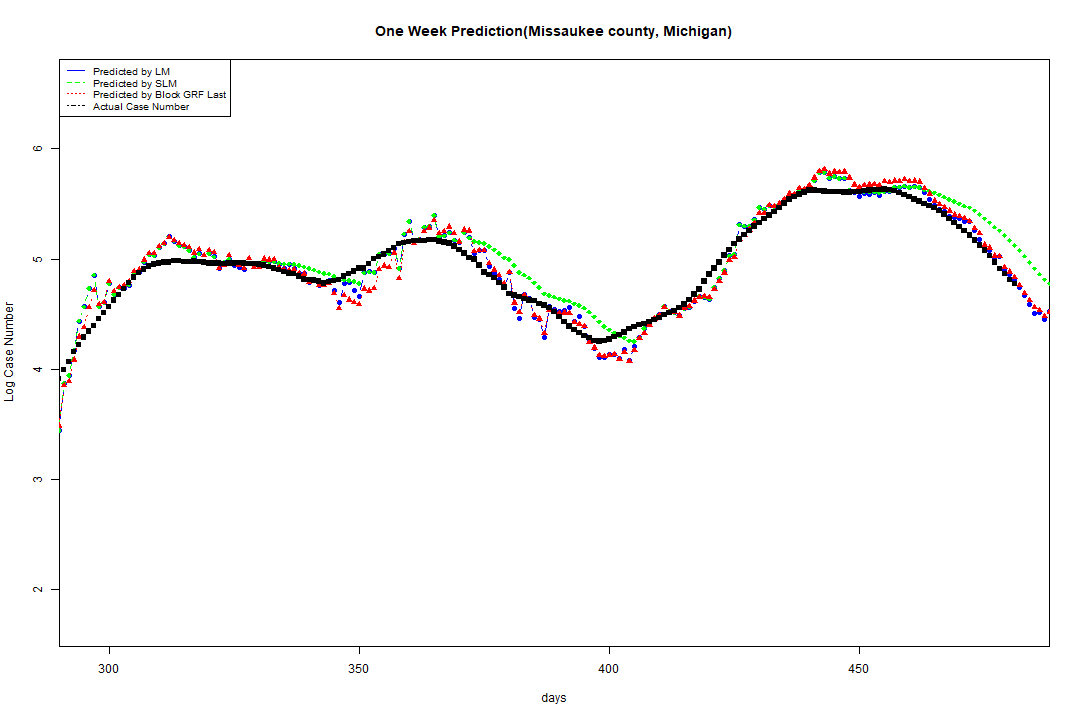 One Week Prediction(Missaukee county, Michigan)
Predicted by LM
Predicted by SLM
Predicted by Block GRF Last
Actual Case Number
6
5
4
3
2
Log Case Number
300 350 400 450
days